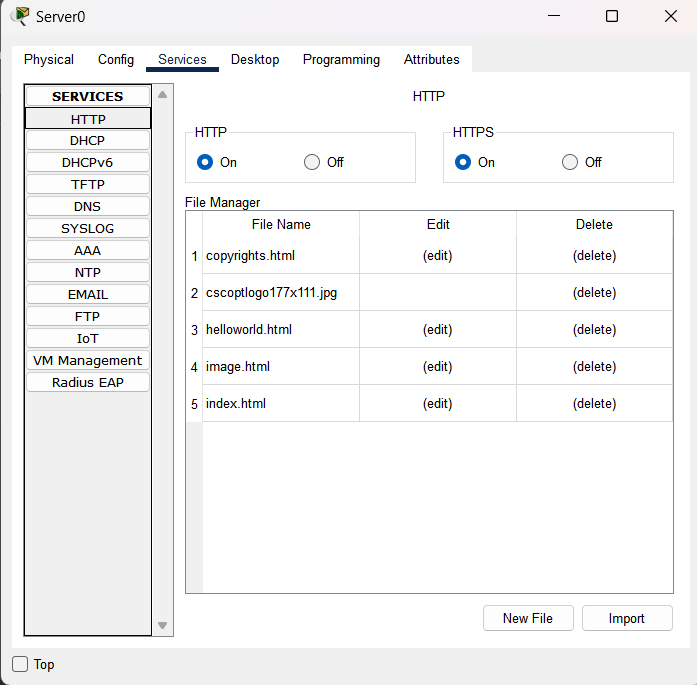 Server0
Physical Config Services Desktop Programming Attributes
SERVICES
HTTP
DHCP
DHCPv6
TFTP
DNS
SYSLOG
AAA
NTP
EMAIL
FTP
IoT
VM Management
Radius EAP
HTTP
HTTP
On Off
HTTPS
On Off
File Manager
File Name Edit Delete
1 copyrights.html (edit) (delete)
2 cscoptlogo177x111.jpg (delete)
3 helloworld.html (edit) (delete)
4 image.html (edit) (delete)
5 index.html (edit) (delete)
New File Import
Top